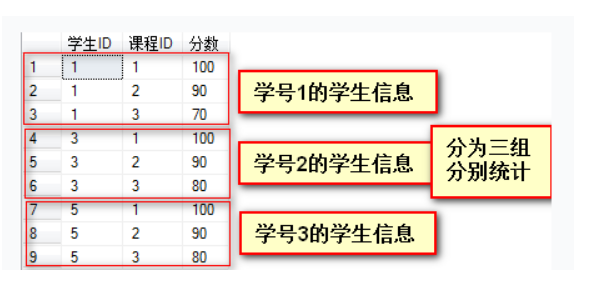 学生ID 课程ID 分数
1 1 1 100
2 1 2 90
3 1 3 70
4 3 1 100
5 3 2 90
6 3 3 80
7 5 1 100
8 5 2 90
9 5 3 80
学号1的学生信息
学号2的学生信息
学号3的学生信息
分为三组
分别统计